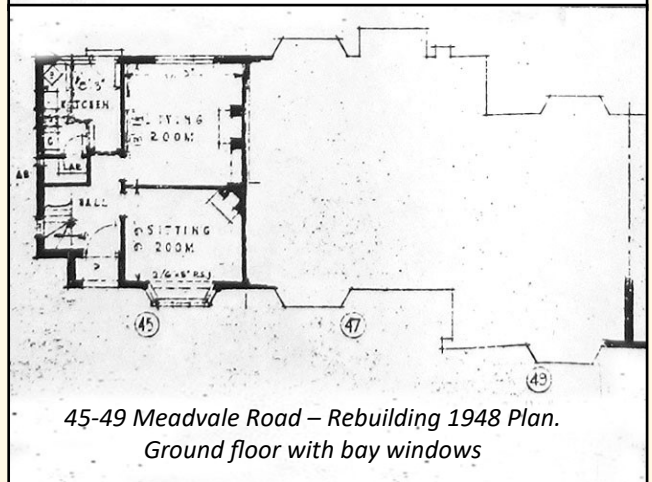 KITCHEN
LIVING
ROOM
LAR
HALL
SITTING
ROOM
45
47
49
45-49 Meadvale Road – Rebuilding 1948 Plan.
Ground floor with bay windows